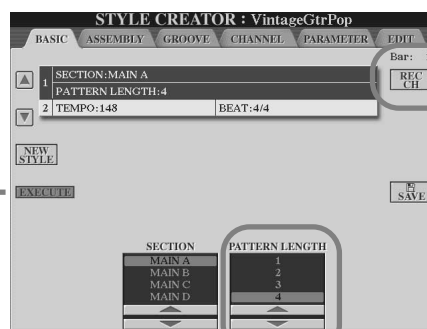 STYLE CREATOR : VintageGtrPop
BASIC ASSEMBLY GROOVE CHANNEL PARAMETER EDIT
Bar:
1 SECTION:MAIN A
PATTERN LENGTH:4
2 TEMPO:148 BEAT:4/4
REC
CH
NEW
STYLE
EXECUTE
SAVE
SECTION
MAIN A
MAIN B
MAIN C
MAIN D
PATTERN LENGTH
1
2
3
4